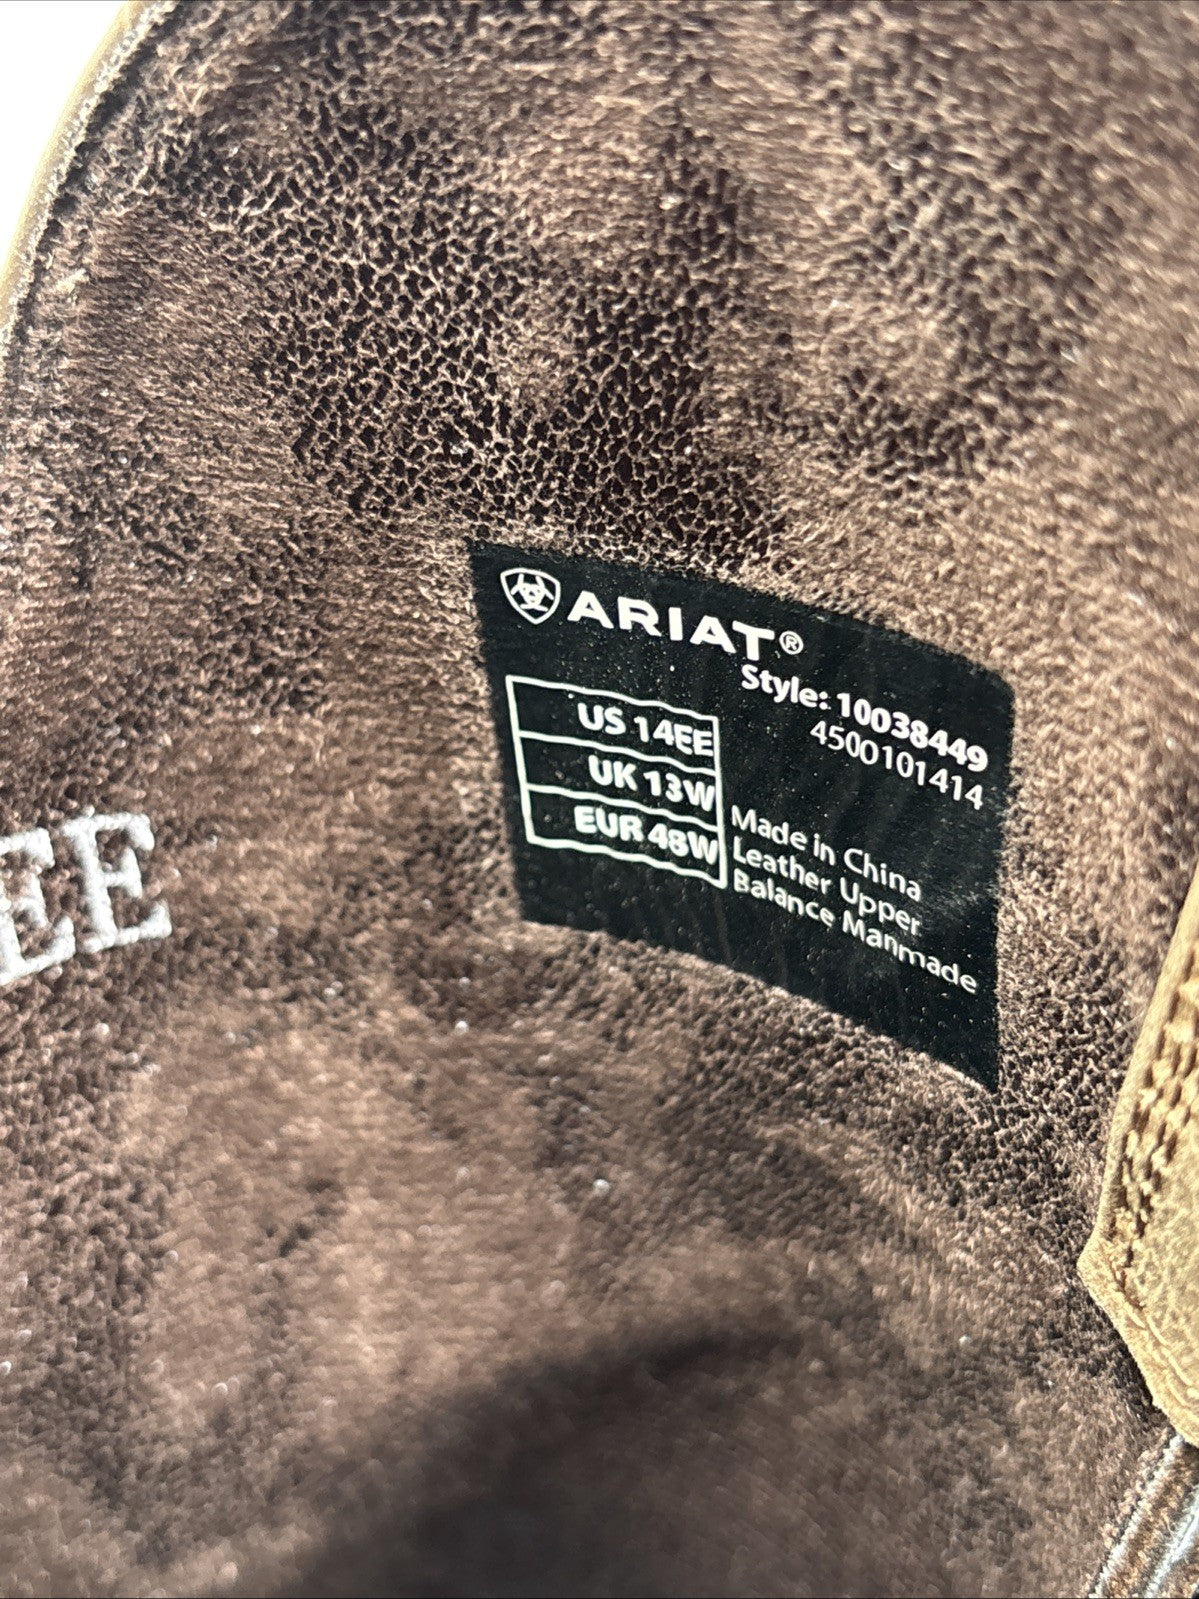 ARIAT®
Style: 10038449
4500101414
US 14EE
UK 13W
EUR 48W
Made in China
Leather Upper
Balance Manmade
EE